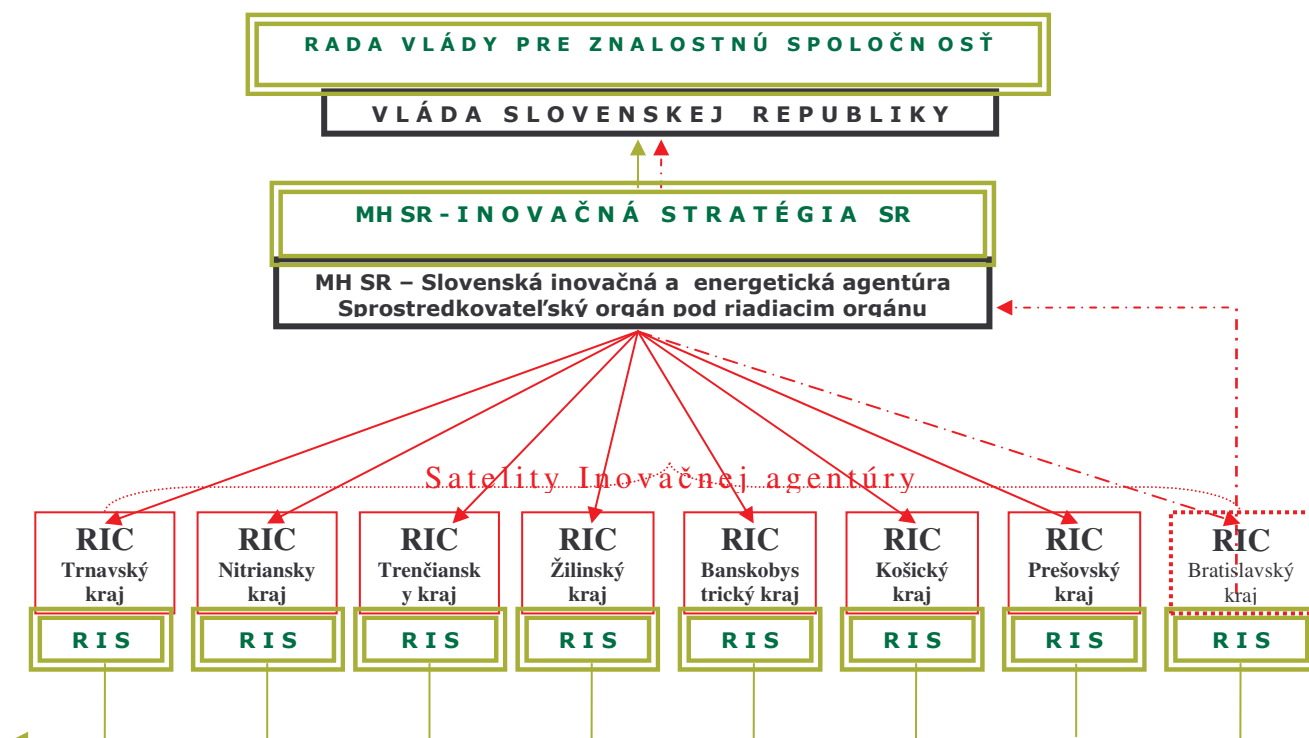 RADA VLÁDY PRE ZNALOSTNÚ SPOLOČN OSŤ
VLÁDA SLOVENSKEJ REPUBLIKY
MH SR - INOVAČNÁ STRATÉGIA SR
MH SR – Slovenská inovačná a energetická agentúra
Sprostredkovateľský orgán pod riadiacim orgánu
Satelity Inovačnej agentúry
RIC
Trnavský
kraj
RIS
RIC
Nitriansky
kraj
RIS
RIC
Trenčiansk
y kraj
RIS
RIC
Žilinský
kraj
RIS
RIC
Banskobys
trický kraj
RIS
RIC
Košický
kraj
RIS
RIC
Prešovský
kraj
RIS
RIC
Bratislavský
kraj
RIS